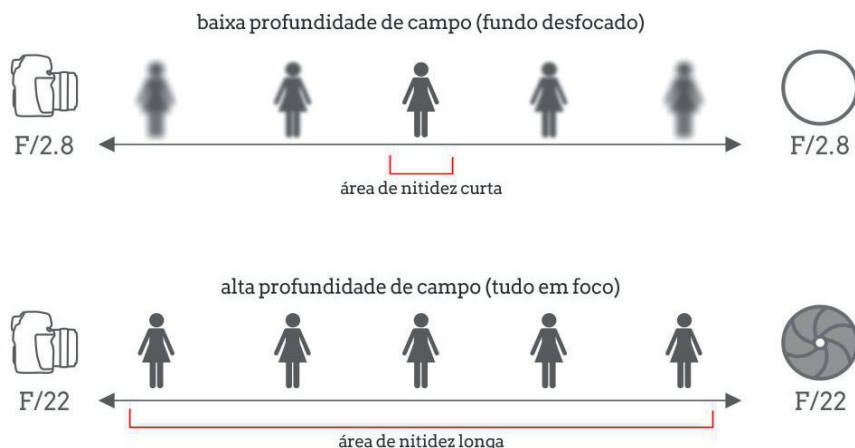 baixa profundidade de campo (fundo desfocado)
F/2.8
F/2.8
área de nitidez curta
alta profundidade de campo (tudo em foco)
F/22
F/22
área de nitidez longa